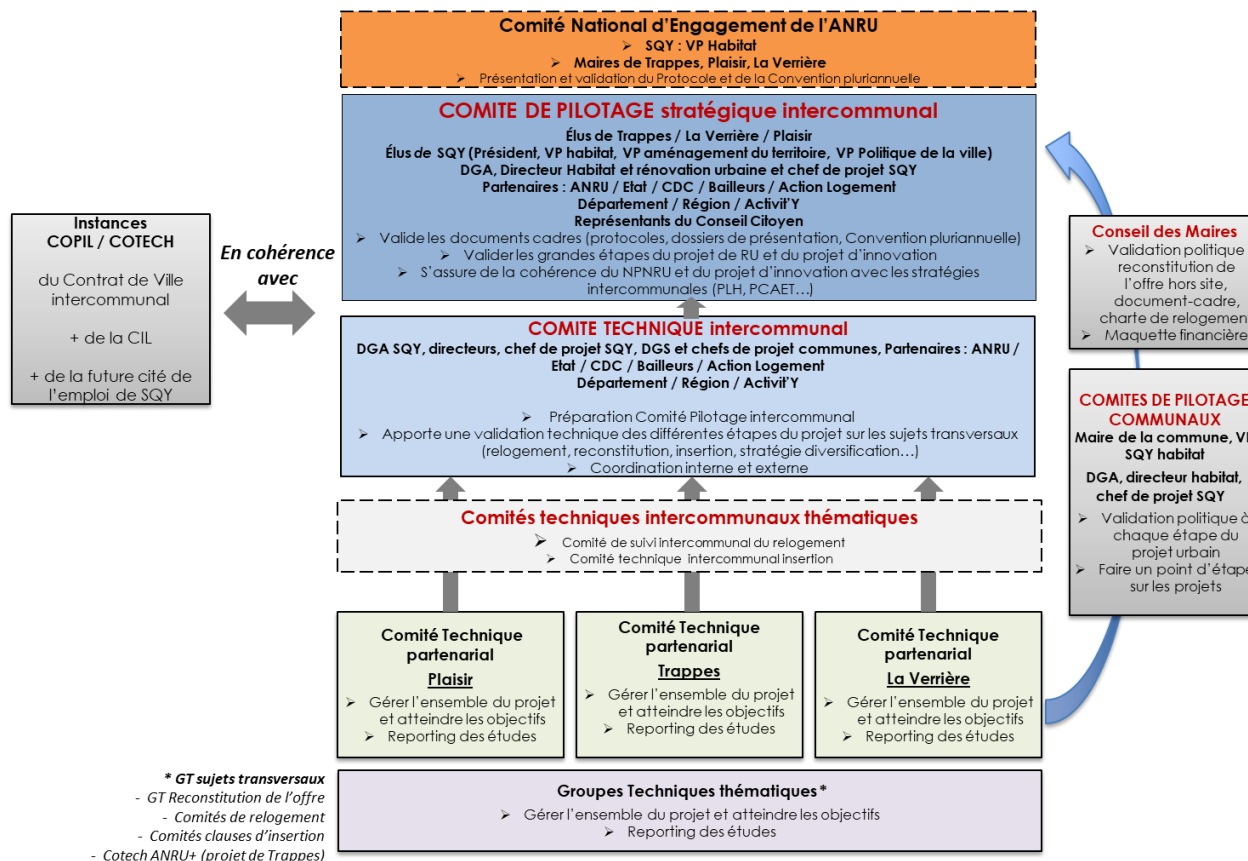 Comité National d'Engagement de l'ANRU
➢ SQY : VP Habitat
➢ Maires de Trappes, Plaisir, La Verrière
➢ Présentation et validation du Protocole et de la Convention pluriannuelle
COMITE DE PILOTAGE stratégique intercommunal
Élus de Trappes / La Verrière / Plaisir
Élus de SQY (Président, VP habitat, VP aménagement du territoire, VP Politique de la ville)
DGA, Directeur Habitat et rénovation urbaine et chef de projet SQY
Partenaires : ANRU / Etat / CDC / Bailleurs / Action Logement
Département / Région / Activit'Y
Représentants du Conseil Citoyen
➢ Valide les documents cadres (protocoles, dossiers de présentation, Convention pluriannuelle)
➢ Valider les grandes étapes du projet de RU et du projet d'innovation
➢ S'assure de la cohérence du NPNRU et du projet d'innovation avec les stratégies
intercommunales (PLH, PCAET…)
Instances
COPIL / COTECH
du Contrat de Ville
intercommunal
+ de la CIL
+ de la future cité de
l'emploi de SQY
En cohérence
avec
COMITE TECHNIQUE intercommunal
DGA SQY, directeurs, chef de projet SQY, DGS et chefs de projet communes, Partenaires : ANRU /
Etat / CDC / Bailleurs / Action Logement
Département / Région / Activit'Y
➢ Préparation Comité Pilotage intercommunal
➢ Apporte une validation technique des différentes étapes du projet sur les sujets transversaux
(relogement, reconstitution, insertion, stratégie diversification…)
➢ Coordination interne et externe
Conseil des Maires
➢ Validation politique
reconstitution de
l'offre hors site,
document-cadre,
charte de relogemen
➢ Maquette financière
COMITES DE PILOTAGE
COMMUNAUX
Maire de la commune, VP
SQY habitat
DGA, directeur habitat,
chef de projet SQY
➢ Validation politique à
chaque étape du
projet urbain
➢ Faire un point d'étape
sur les projets
Comités techniques intercommunaux thématiques
➢ Comité de suivi intercommunal du relogement
➢ Comité technique intercommunal insertion
Comité Technique
partenarial
Plaisir
➢ Gérer l'ensemble du projet
et atteindre les objectifs
➢ Reporting des études
Comité Technique
partenarial
Trappes
➢ Gérer l'ensemble du projet
et atteindre les objectifs
➢ Reporting des études
Comité Technique
partenarial
La Verrière
➢ Gérer l'ensemble du projet
et atteindre les objectifs
➢ Reporting des études
* GT sujets transversaux
- GT Reconstitution de l'offre
- Comités de relogement
- Comités clauses d'insertion
- Cotech ANRU+ (projet de Trappes)
Groupes Techniques thématiques *
➢ Gérer l'ensemble du projet et atteindre les objectifs
➢ Reporting des études